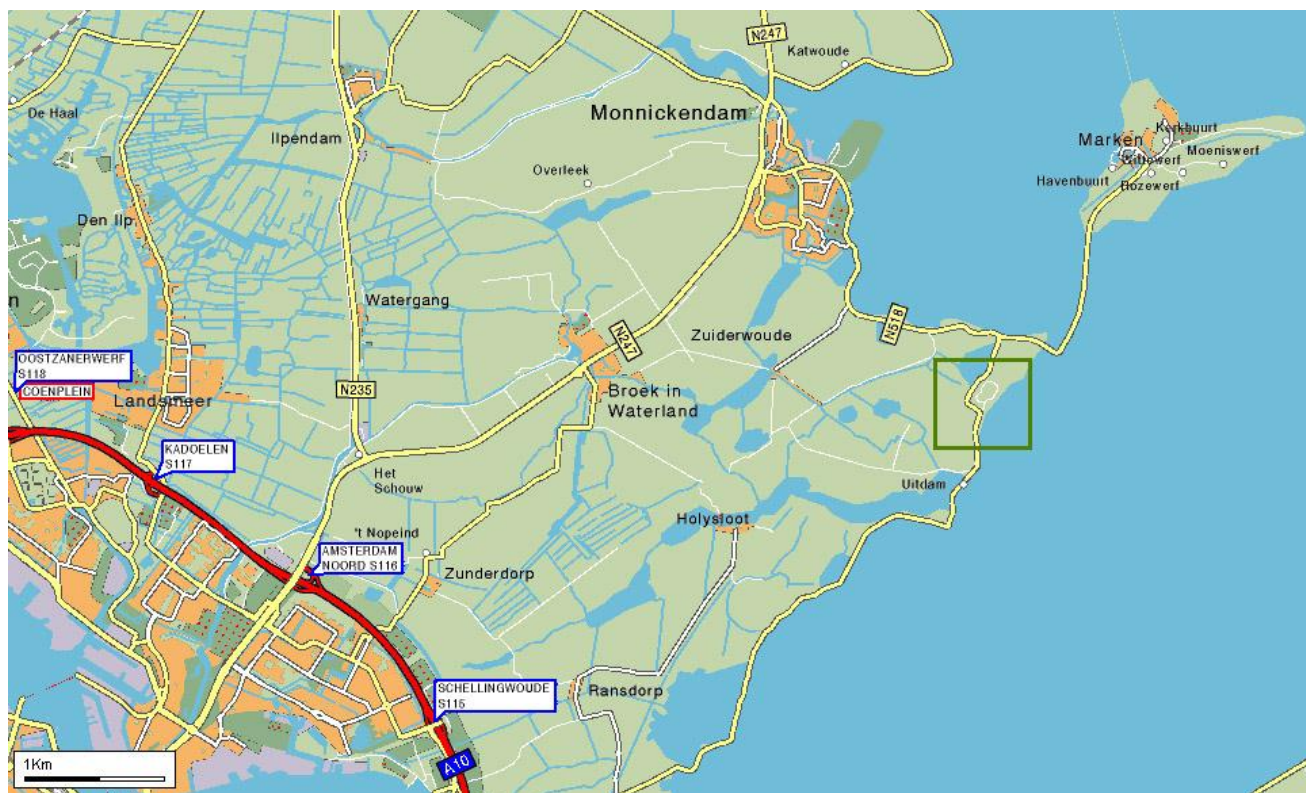 N247
Katwoude
De Haal
Monnickendam
Ilpendam
Marken
Kerkbuurt
Moeniswerf
Wittewerf
Havenbuurt
Rozewerf
Overleek
Den Ilp
Watergang
Zuiderwoude
N518
n
N247
OOSTZANERWERF
S118
COENPLEIN
Landsmeer
N235
Broek in
Waterland
KADOELEN
S117
Het
Schouw
Uitdam
Holysloot
't Nopeind
AMSTERDAM
NOORD S116
Zunderdorp
SCHELLINGWOUDE
S115
Ransdorp
A10
1Km